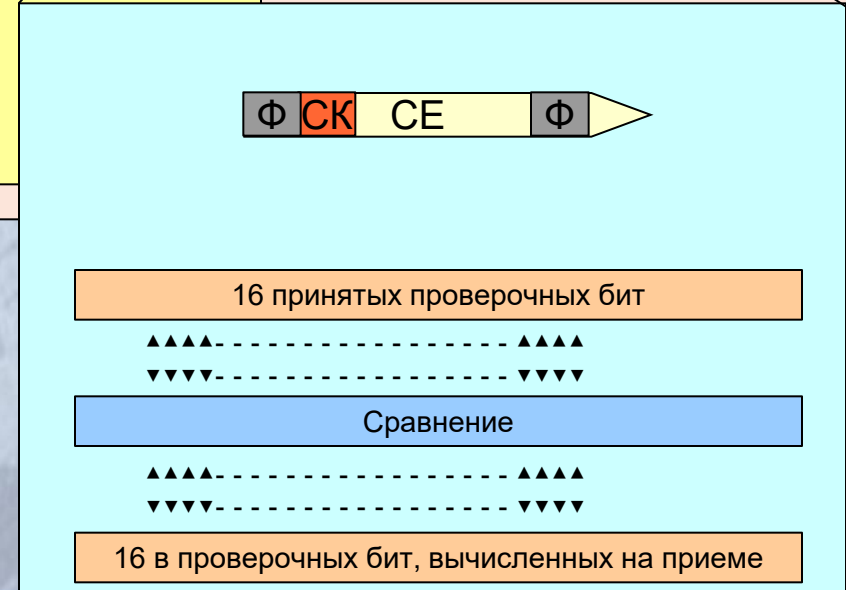 Ф СК СЕ Ф
16 принятых проверочных бит
▲▲▲▲- - - - - - - - - - - - - - - - - - ▲▲▲▲
▼▼▼▼- - - - - - - - - - - - - - - - - - ▼▼▼▼
Сравнение
▲▲▲▲- - - - - - - - - - - - - - - - - - ▲▲▲▲
▼▼▼▼- - - - - - - - - - - - - - - - - - ▼▼▼▼
16 в проверочных бит, вычисленных на приеме